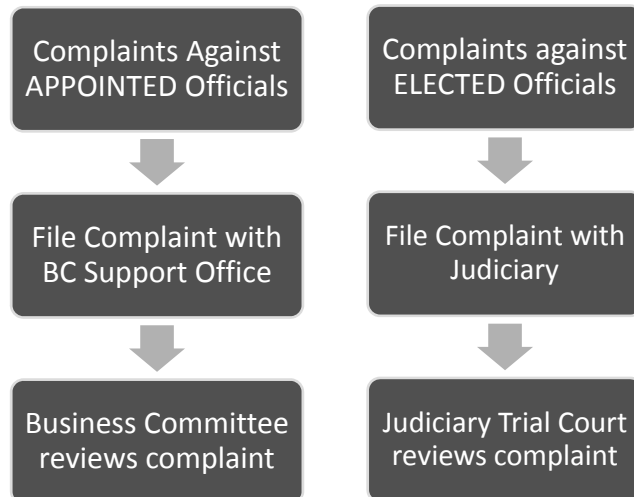 Complaints Against
APPOINTED Officials
File Complaint with
BC Support Office
Business Committee
reviews complaint
Complaints against
ELECTED Officials
File Complaint with
Judiciary
Judiciary Trial Court
reviews complaint